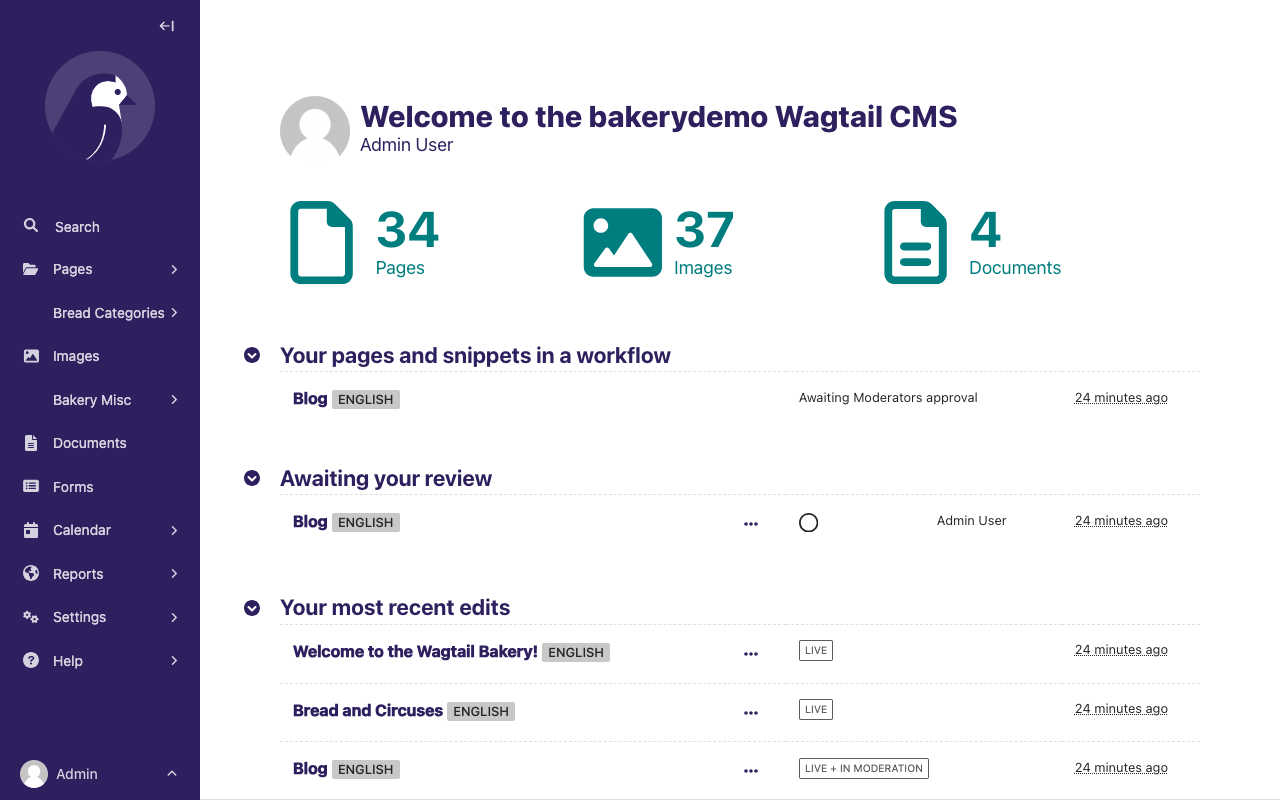 Welcome to the bakerydemo Wagtail CMS
Admin User
34
Pages
37
Images
4
Documents
Search
Pages
Bread Categories
Images
Bakery Misc
Documents
Forms
Calendar
Reports
Settings
Help
Admin
Your pages and snippets in a workflow
Blog ENGLISH Awaiting Moderators approval 24 minutes ago
Awaiting your review
Blog ENGLISH Admin User 24 minutes ago
Your most recent edits
Welcome to the Wagtail Bakery! ENGLISH LIVE 24 minutes ago
Bread and Circuses ENGLISH LIVE 24 minutes ago
Blog ENGLISH LIVE + IN MODERATION 24 minutes ago